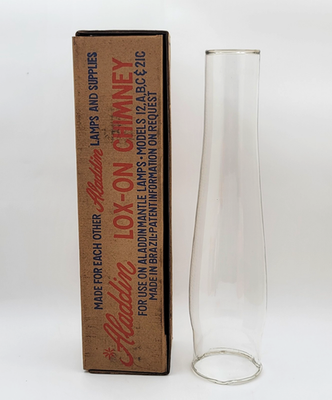 MADE FOR EACH OTHER Aladdin LAMPS AND SUPPLIES
Aladdin LOX-ON CHIMNEY
FOR USE ON ALADDIN MANTLE LAMPS - MODELS 12, A, B, C & 21C
MADE IN BRAZIL - PATENT INFORMATION ON REQUEST